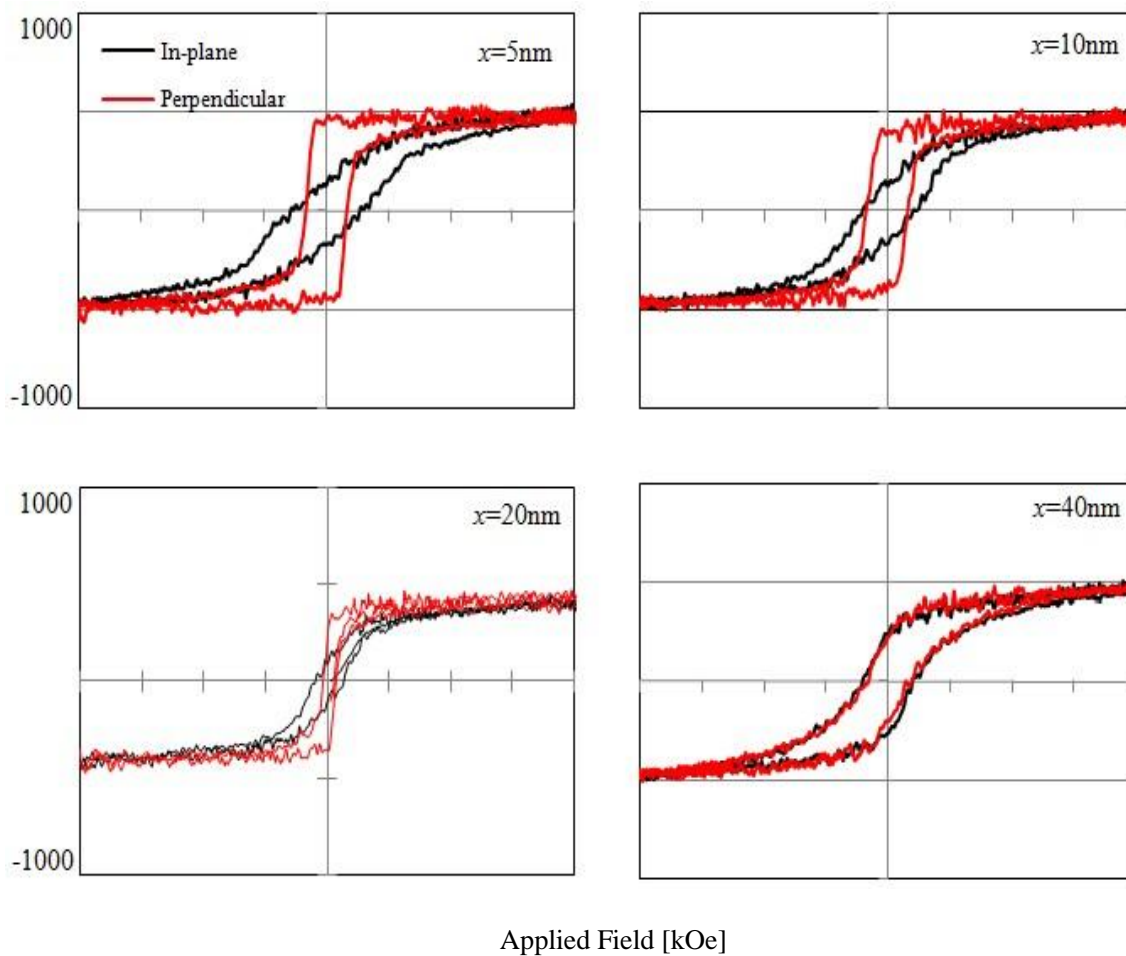 1000
In-plane
Perpendicular
x=5nm
x=10nm
-1000
1000
x=20nm
x=40nm
-1000
Applied Field [kOe]